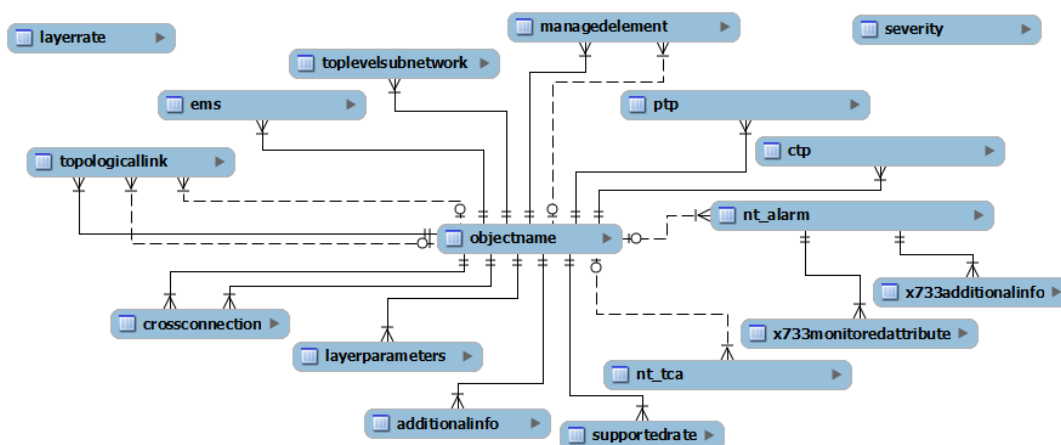 managedelement
severity
layerrate
toplevelsubnetwork
ems
ptp
topologicallink
ctp
nt_alarm
objectname
x733additionalinfo
crossconnection
x733monitoredattribute
layerparameters
nt_tca
additionalinfo
supportedrate